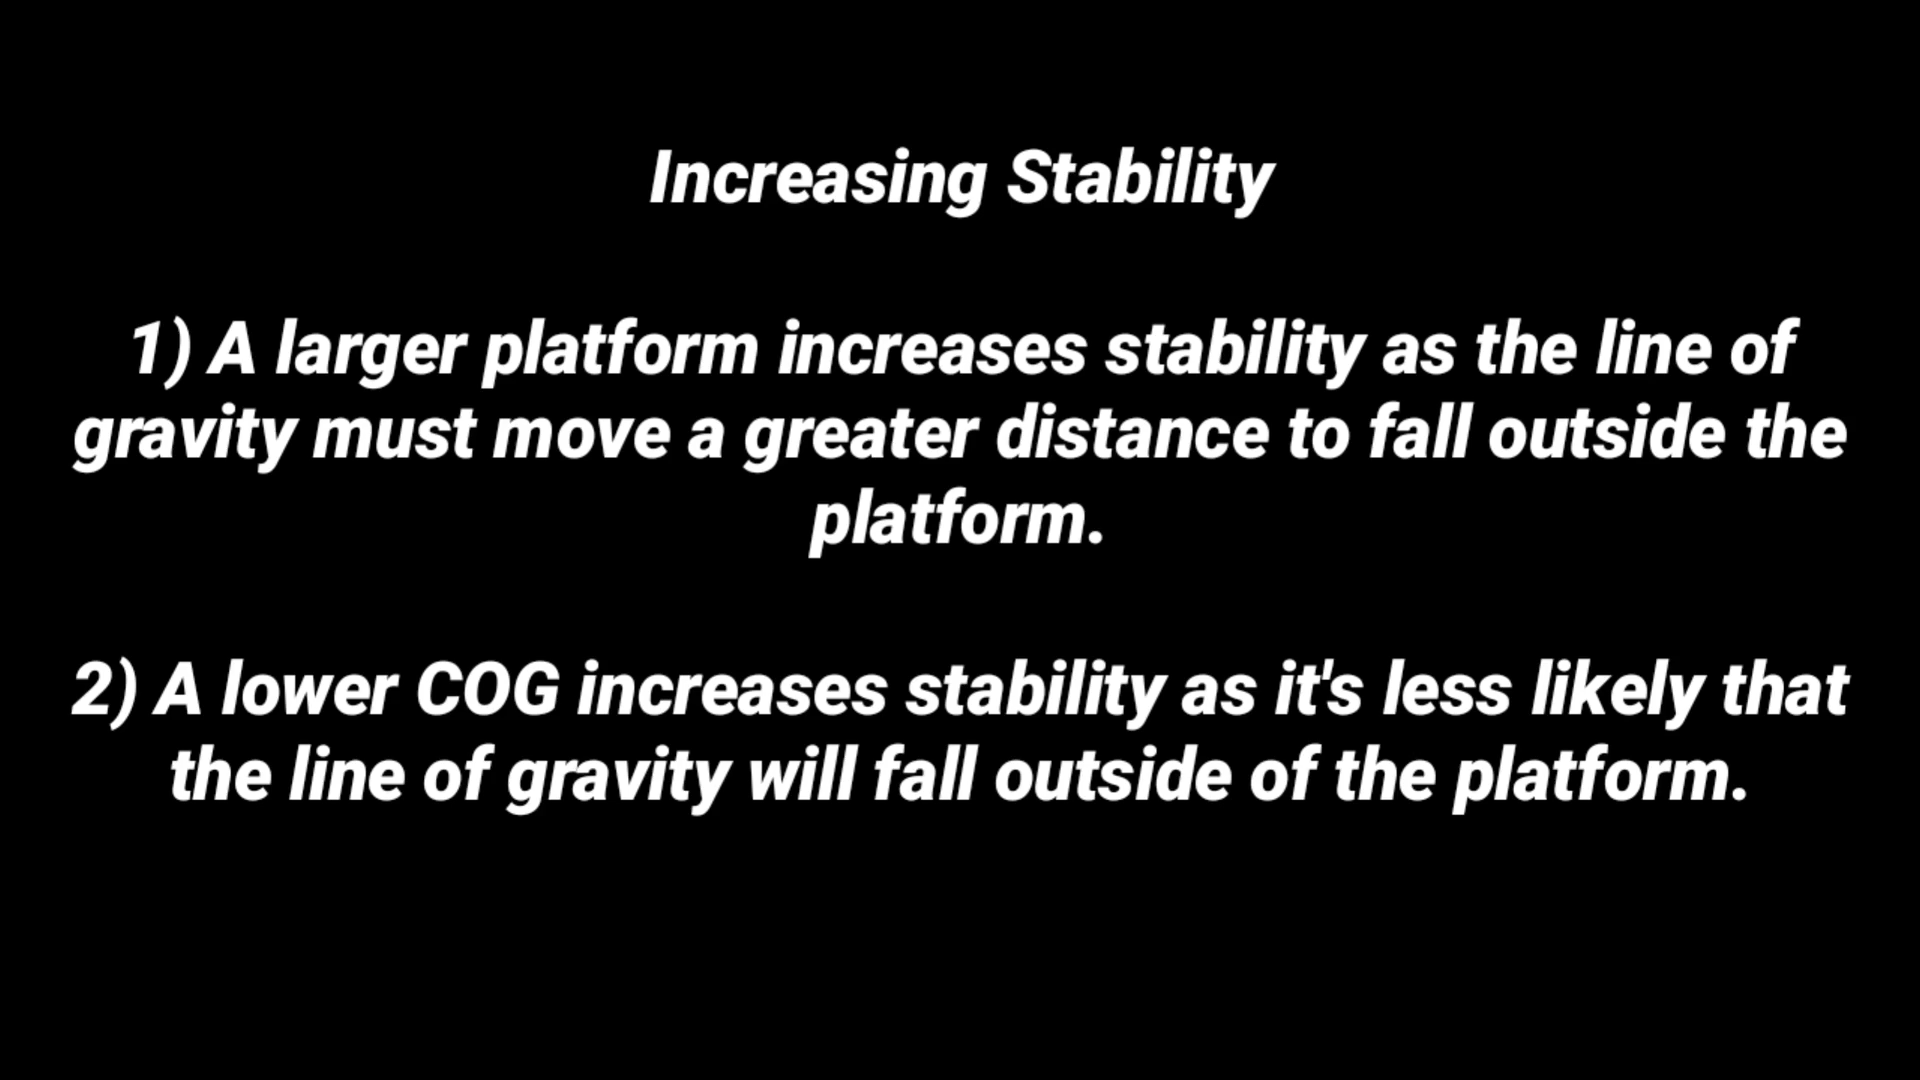 Increasing Stability
1) A larger platform increases stability as the line of
gravity must move a greater distance to fall outside the
platform.
2) A lower COG increases stability as it's less likely that
the line of gravity will fall outside of the platform.